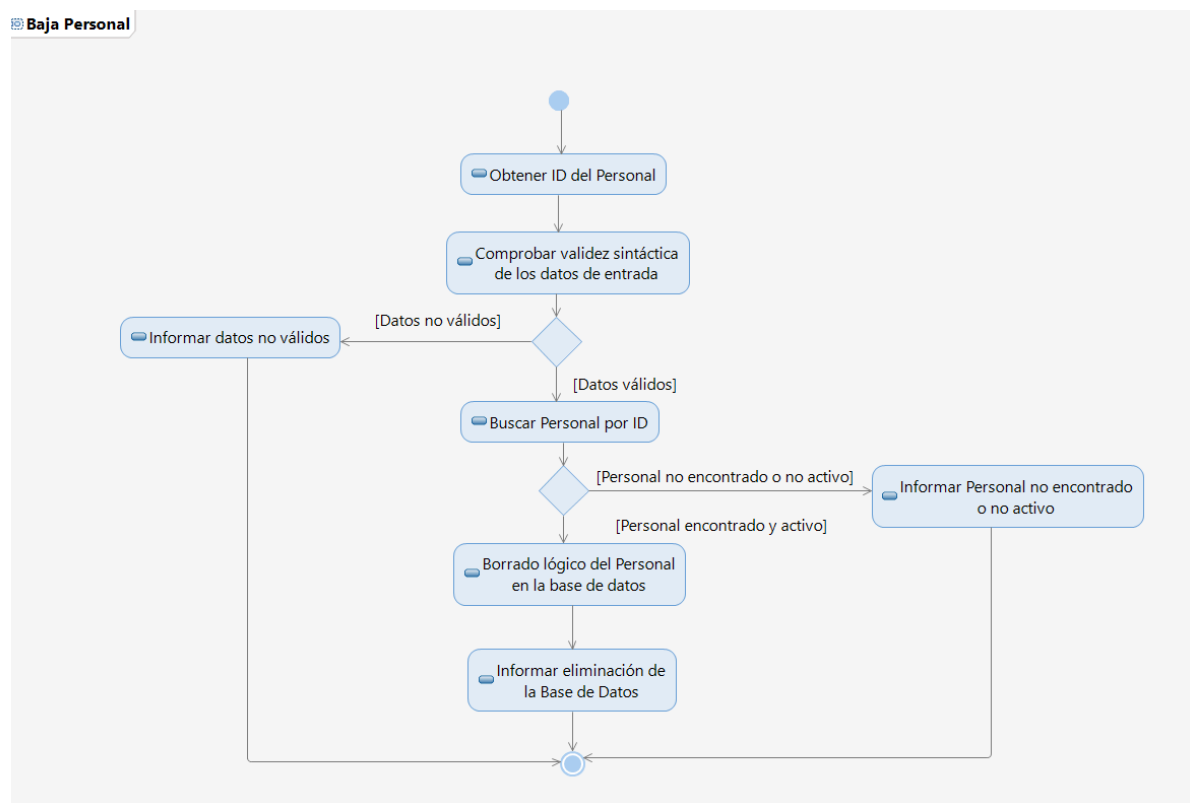 Baja Personal
Obtener ID del Personal
Comprobar validez sintáctica
de los datos de entrada
[Datos no válidos]
Informar datos no válidos
[Datos válidos]
Buscar Personal por ID
[Personal no encontrado o no activo]
Informar Personal no encontrado
o no activo
[Personal encontrado y activo]
Borrado lógico del Personal
en la base de datos
Informar eliminación de
la Base de Datos